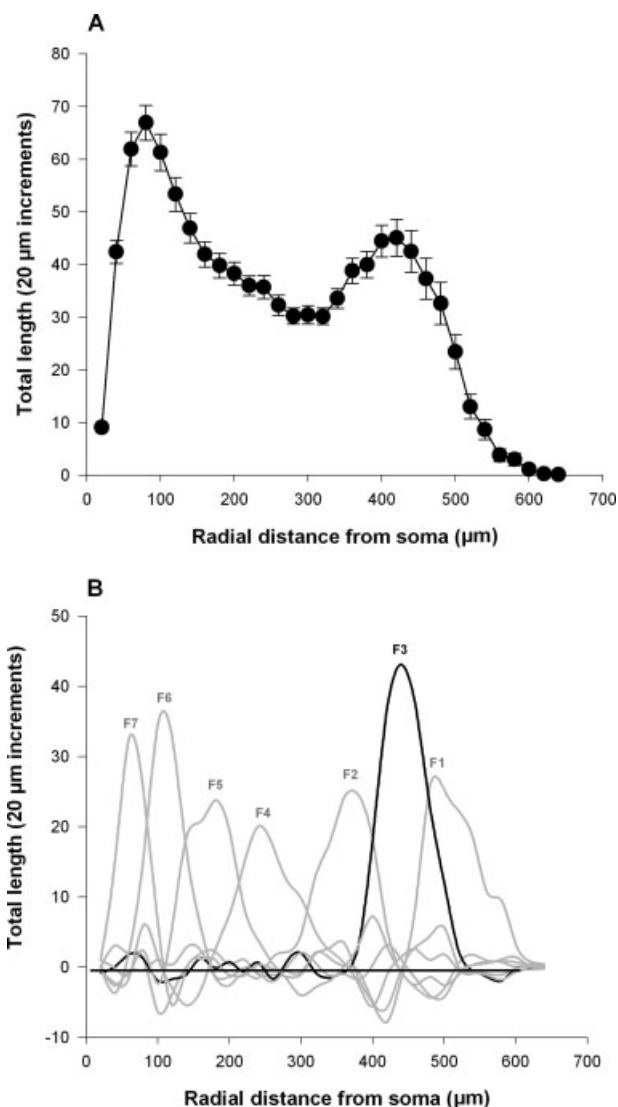 A
Total length (20 µm increments)
80
70
60
50
40
30
20
10
0
0 100 200 300 400 500 600 700
Radial distance from soma (µm)
B
Total length (20 µm increments)
50
40
30
20
10
0
-10
F3
F6
F7
F2
F1
F5
F4
0 100 200 300 400 500 600 700
Radial distance from soma (µm)